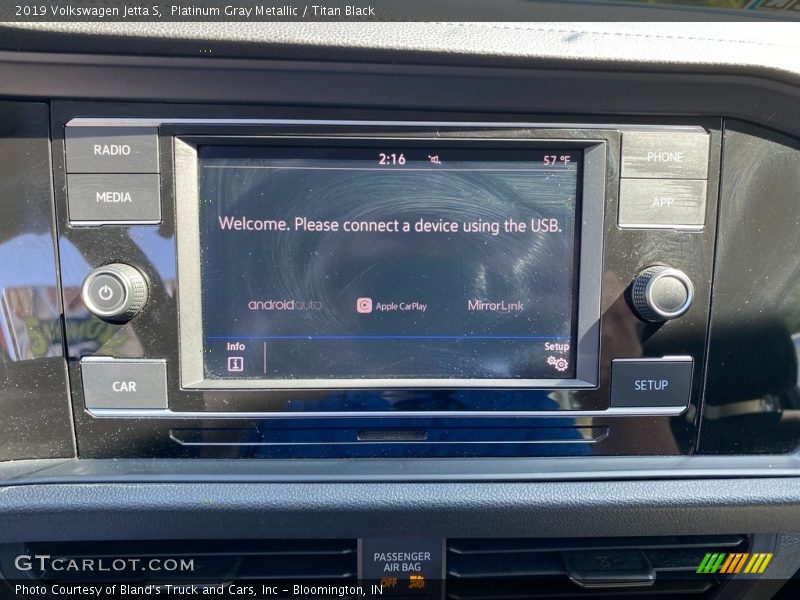 2019 Volkswagen Jetta S,  Platinum Gray Metallic / Titan Black
RADIO
MEDIA
PHONE
APP
2:16
57 °F
Welcome. Please connect a device using the USB.
androidauto
Apple CarPlay
MirrorLink
Info
Setup
CAR
SETUP
PASSENGER
AIR BAG
OFF
GTCARLOT.COM
Photo Courtesy of Bland's Truck and Cars, Inc - Bloomington, IN